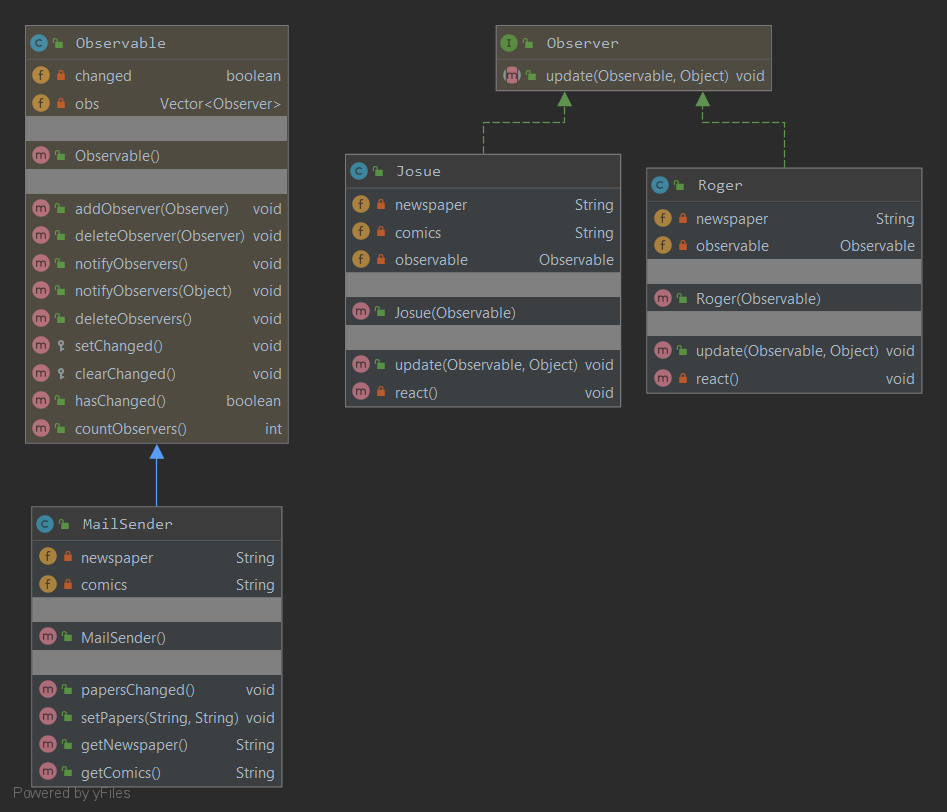 Observable
changed boolean
obs Vector<Observer>
Observable()
addObserver(Observer) void
deleteObserver(Observer) void
notifyObservers() void
notifyObservers(Object) void
deleteObservers() void
setChanged() void
clearChanged() void
hasChanged() boolean
countObservers() int
Observer
update(Observable, Object) void
Josue
newspaper String
comics String
observable Observable
Josue(Observable)
update(Observable, Object) void
react() void
Roger
newspaper String
observable Observable
Roger(Observable)
update(Observable, Object) void
react() void
MailSender
newspaper String
comics String
MailSender()
papersChanged() void
setPapers(String, String) void
getNewspaper() String
getComics() String
Powered by yFiles